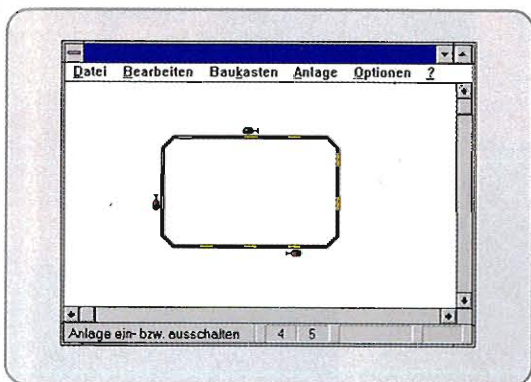 Datei Bearbeiten Baukasten Anlage Optionen ?
Anlage ein- bzw. ausschalten 4 5